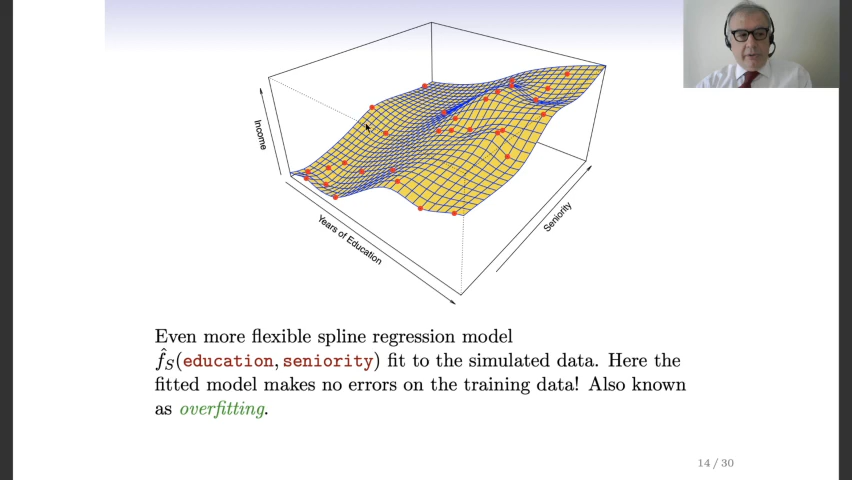 Income
Years of Education
Seniority
Even more flexible spline regression model
f̂S(education, seniority) fit to the simulated data. Here the
fitted model makes no errors on the training data! Also known
as overfitting.
14 / 30